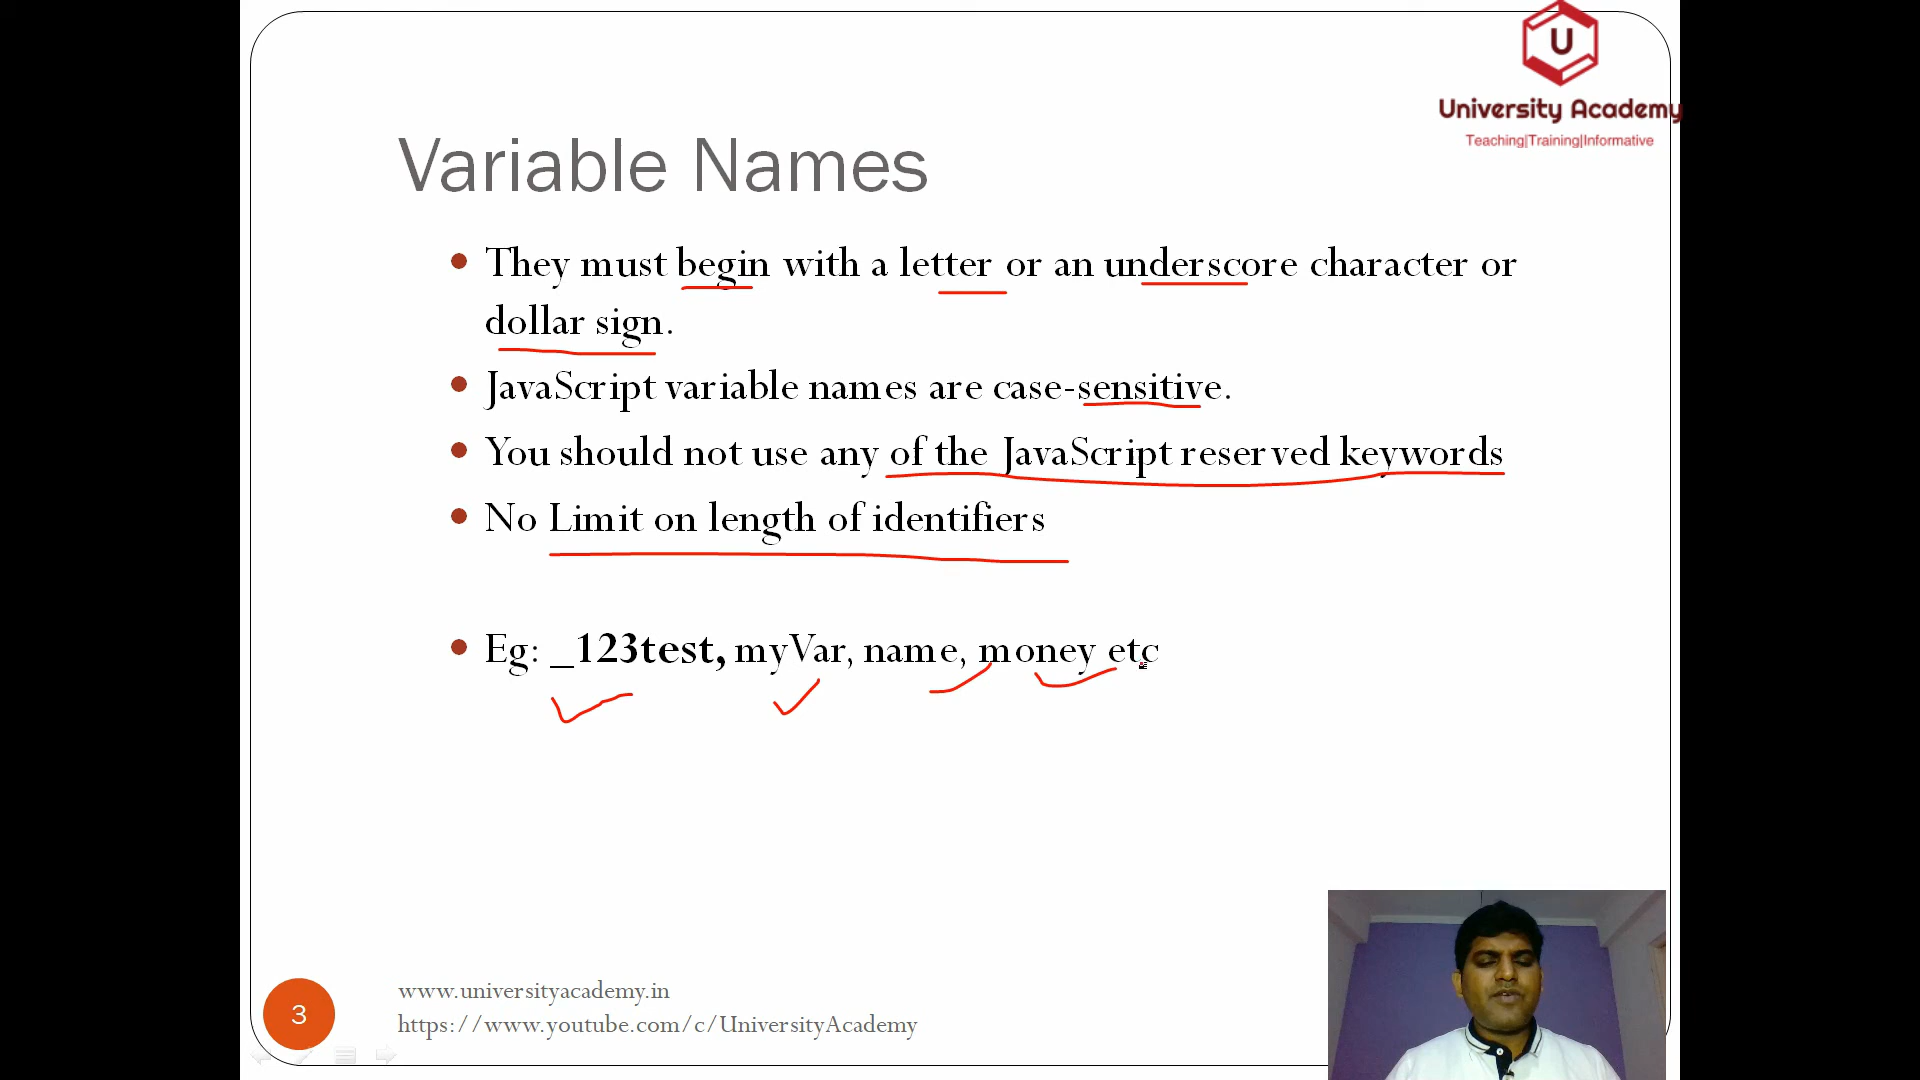 U
University Academy
Teaching|Training|Informative
Variable Names
• They must begin with a letter or an underscore character or
dollar sign.
• JavaScript variable names are case-sensitive.
• You should not use any of the JavaScript reserved keywords
• No Limit on length of identifiers
• Eg: _123test, myVar, name, money etc
3
www.universityacademy.in
https://www.youtube.com/c/UniversityAcademy